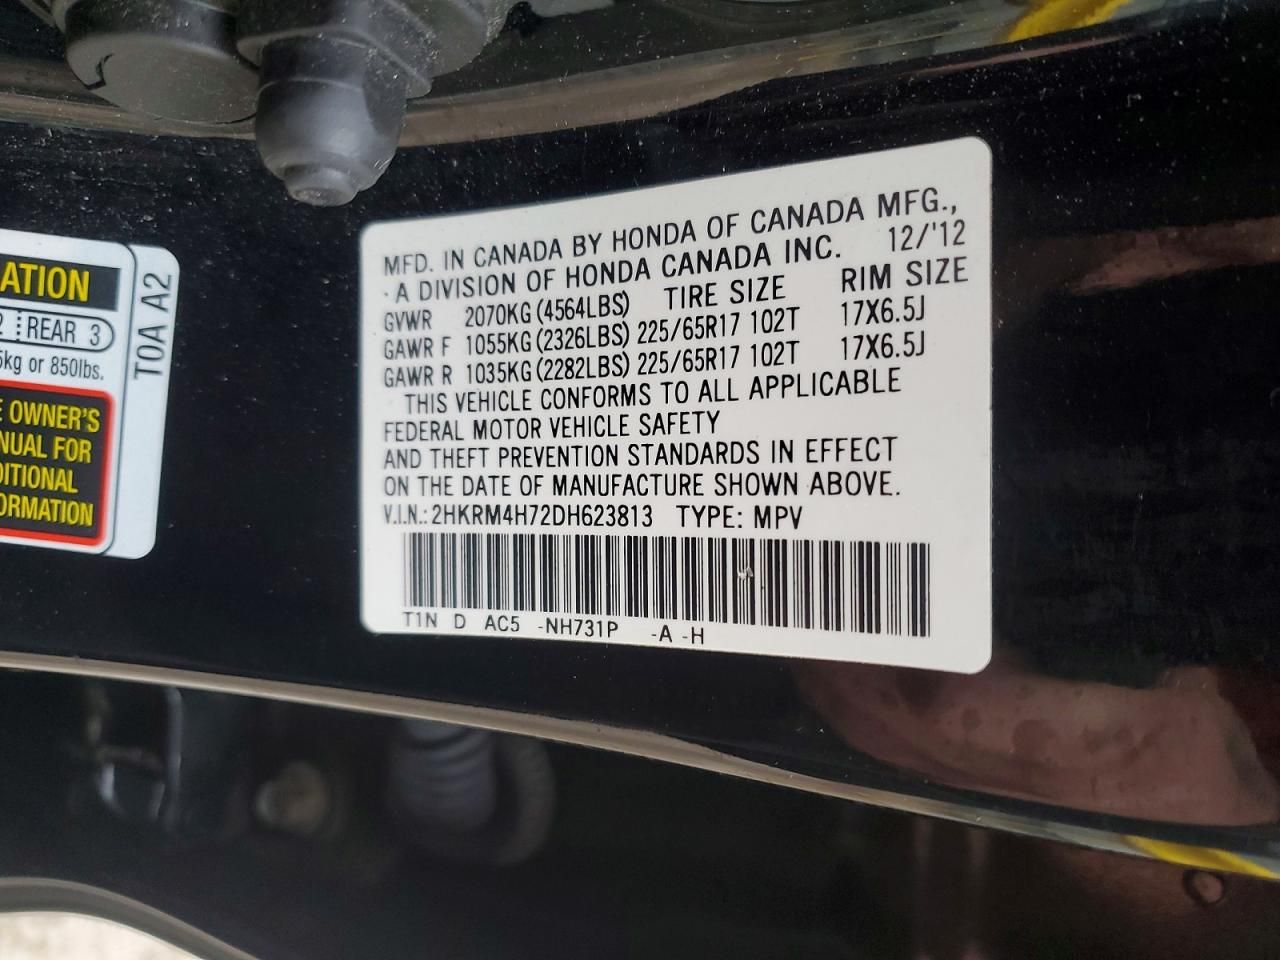 ATION
2 REAR 3
5kg or 850lbs.
E OWNER'S
NUAL FOR
DITIONAL
FORMATION
T0A A2
MFD. IN CANADA BY HONDA OF CANADA MFG.,
A DIVISION OF HONDA CANADA INC. 12/'12
GVWR 2070KG (4564LBS) TIRE SIZE RIM SIZE
GAWR F 1055KG (2326LBS) 225/65R17 102T 17X6.5J
GAWR R 1035KG (2282LBS) 225/65R17 102T 17X6.5J
THIS VEHICLE CONFORMS TO ALL APPLICABLE
FEDERAL MOTOR VEHICLE SAFETY
AND THEFT PREVENTION STANDARDS IN EFFECT
ON THE DATE OF MANUFACTURE SHOWN ABOVE.
V.I.N.: 2HKRM4H72DH623813 TYPE: MPV
T1N D AC5 -NH731P -A -H